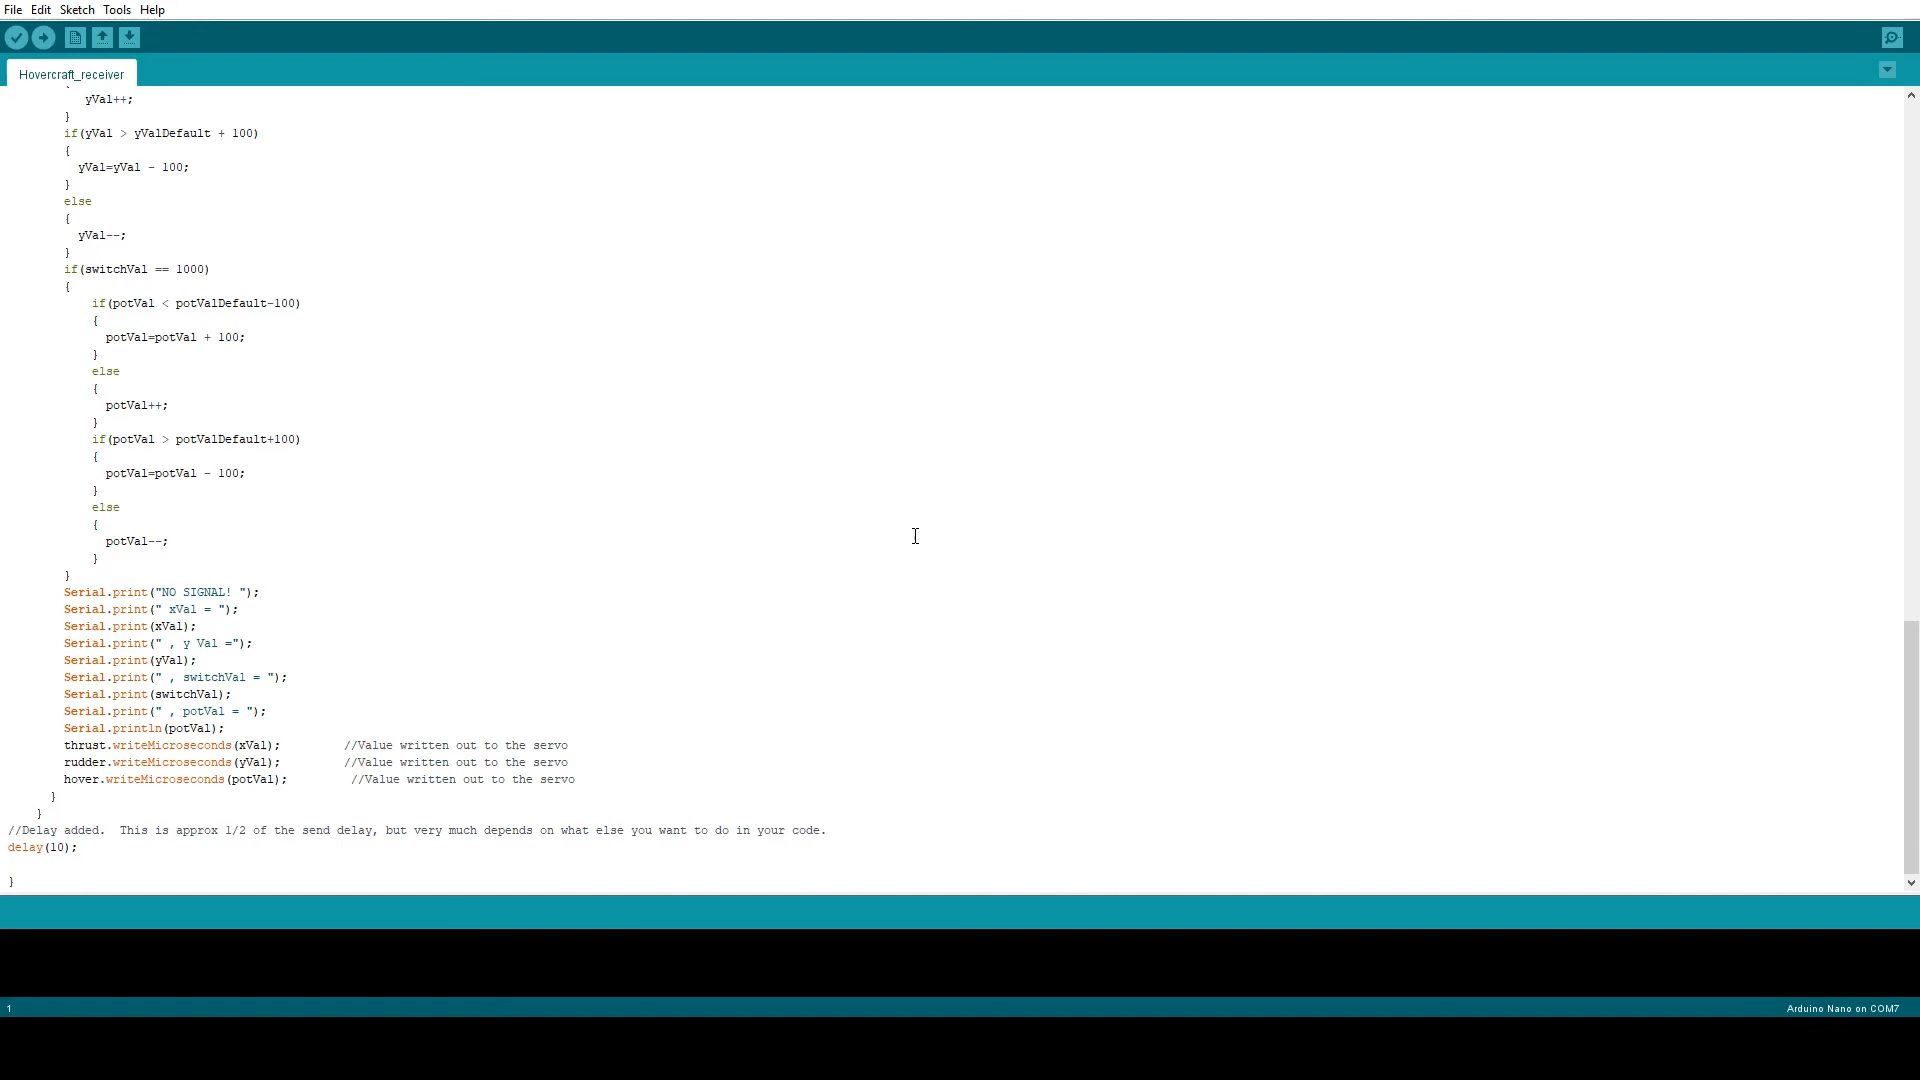 File Edit Sketch Tools Help
Hovercraft_receiver
{
yVal++;
}
if(yVal > yValDefault + 100)
{
yVal=yVal - 100;
}
else
{
yVal--;
}
if(switchVal == 1000)
{
if(potVal < potValDefault-100)
{
potVal=potVal + 100;
}
else
{
potVal++;
}
if(potVal > potValDefault+100)
{
potVal=potVal - 100;
}
else
{
potVal--;
}
}
Serial.print("NO SIGNAL! ");
Serial.print(" xVal = ");
Serial.print(xVal);
Serial.print(" , y Val =");
Serial.print(yVal);
Serial.print(" , switchVal = ");
Serial.print(switchVal);
Serial.print(" , potVal = ");
Serial.println(potVal);
thrust.writeMicroseconds(xVal); //Value written out to the servo
rudder.writeMicroseconds(yVal); //Value written out to the servo
hover.writeMicroseconds(potVal); //Value written out to the servo
}
}
//Delay added. This is approx 1/2 of the send delay, but very much depends on what else you want to do in your code.
delay(10);
}
1 Arduino Nano on COM7